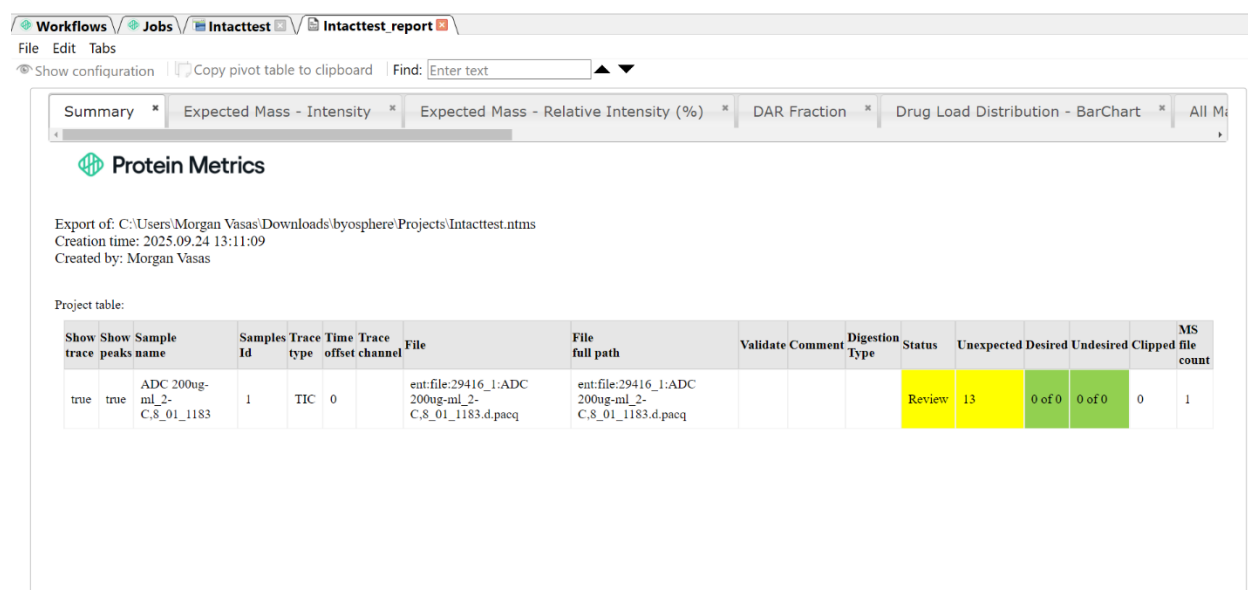 Workflows Jobs Intacttest Intacttest_report
File Edit Tabs
Show configuration Copy pivot table to clipboard Find: Enter text
Summary Expected Mass - Intensity Expected Mass - Relative Intensity (%) DAR Fraction Drug Load Distribution - BarChart All Ma
Protein Metrics
Export of: C:\Users\Morgan Vasas\Downloads\byosphere\Projects\Intacttest.ntms
Creation time: 2025.09.24 13:11:09
Created by: Morgan Vasas
Project table:
Show Show Sample Samples Trace Time Trace File File Validate Comment Digestion Status Unexpected Desired Undesired Clipped MS
trace peaks name Id type offset channel full path Type file
count
ADC 200ug- ent:file:29416_1:ADC ent:file:29416_1:ADC
true true ml_2- 1 TIC 0 200ug-ml_2- 200ug-ml_2- Review 13 0 of 0 0 of 0 0 1
C,8_01_1183 C,8_01_1183.d.pacq C,8_01_1183.d.pacq